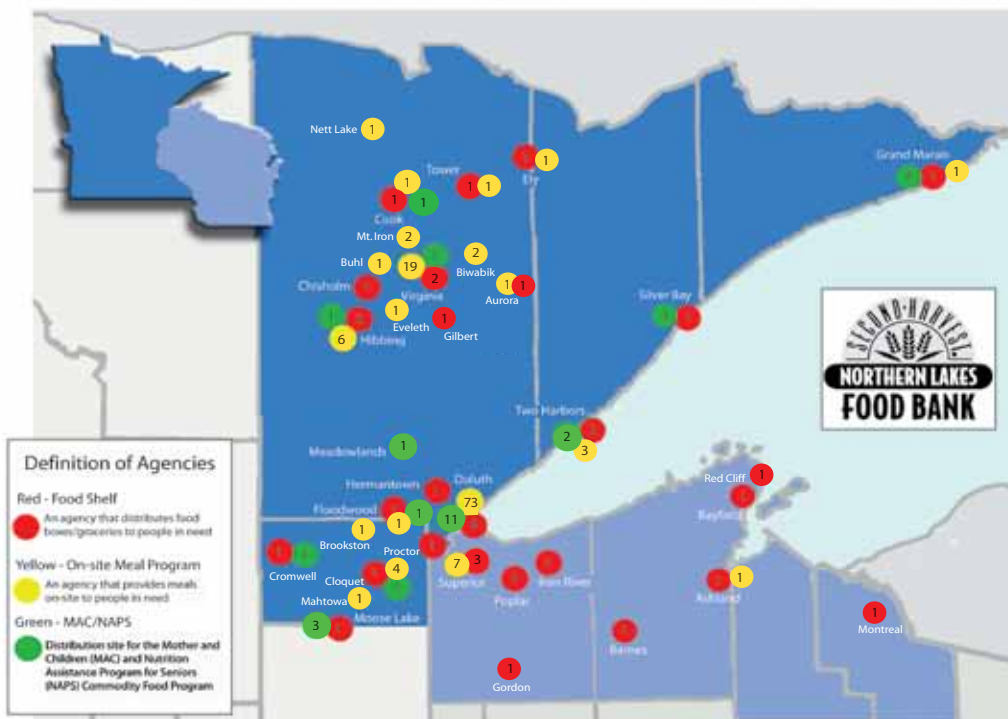 Nett Lake 1
1
Ely
Grand Marais
1
Tower
1 1
1
1
Cook
Mt. Iron 2
Buhl 1
19
2
Virginia
2
Biwabik
1 1
Aurora
Chisholm
1
Eveleth
1
Gilbert
6 Hibbing
Silver Bay
SECOND HARVEST
NORTHERN LAKES
FOOD BANK
Two Harbors
2
3
Meadowlands 1
Hermantown
Duluth
73
Floodwood
1
11
1
Brookston
1
Proctor
Cromwell
Cloquet
4
Mahtowa 1
3
Moose Lake
7 3
Superior
Poplar
Iron River
Red Cliff 1
Bayfield
Ashland
1
1
Montreal
Barnes
1
Gordon
Definition of Agencies
Red - Food Shelf
An agency that distributes food
boxes/groceries to people in need
Yellow - On-site Meal Program
An agency that provides meals
on-site to people in need
Green - MAC/NAPS
Distribution site for the Mother and
Children (MAC) and Nutrition
Assistance Program for Seniors
(NAPS) Commodity Food Program